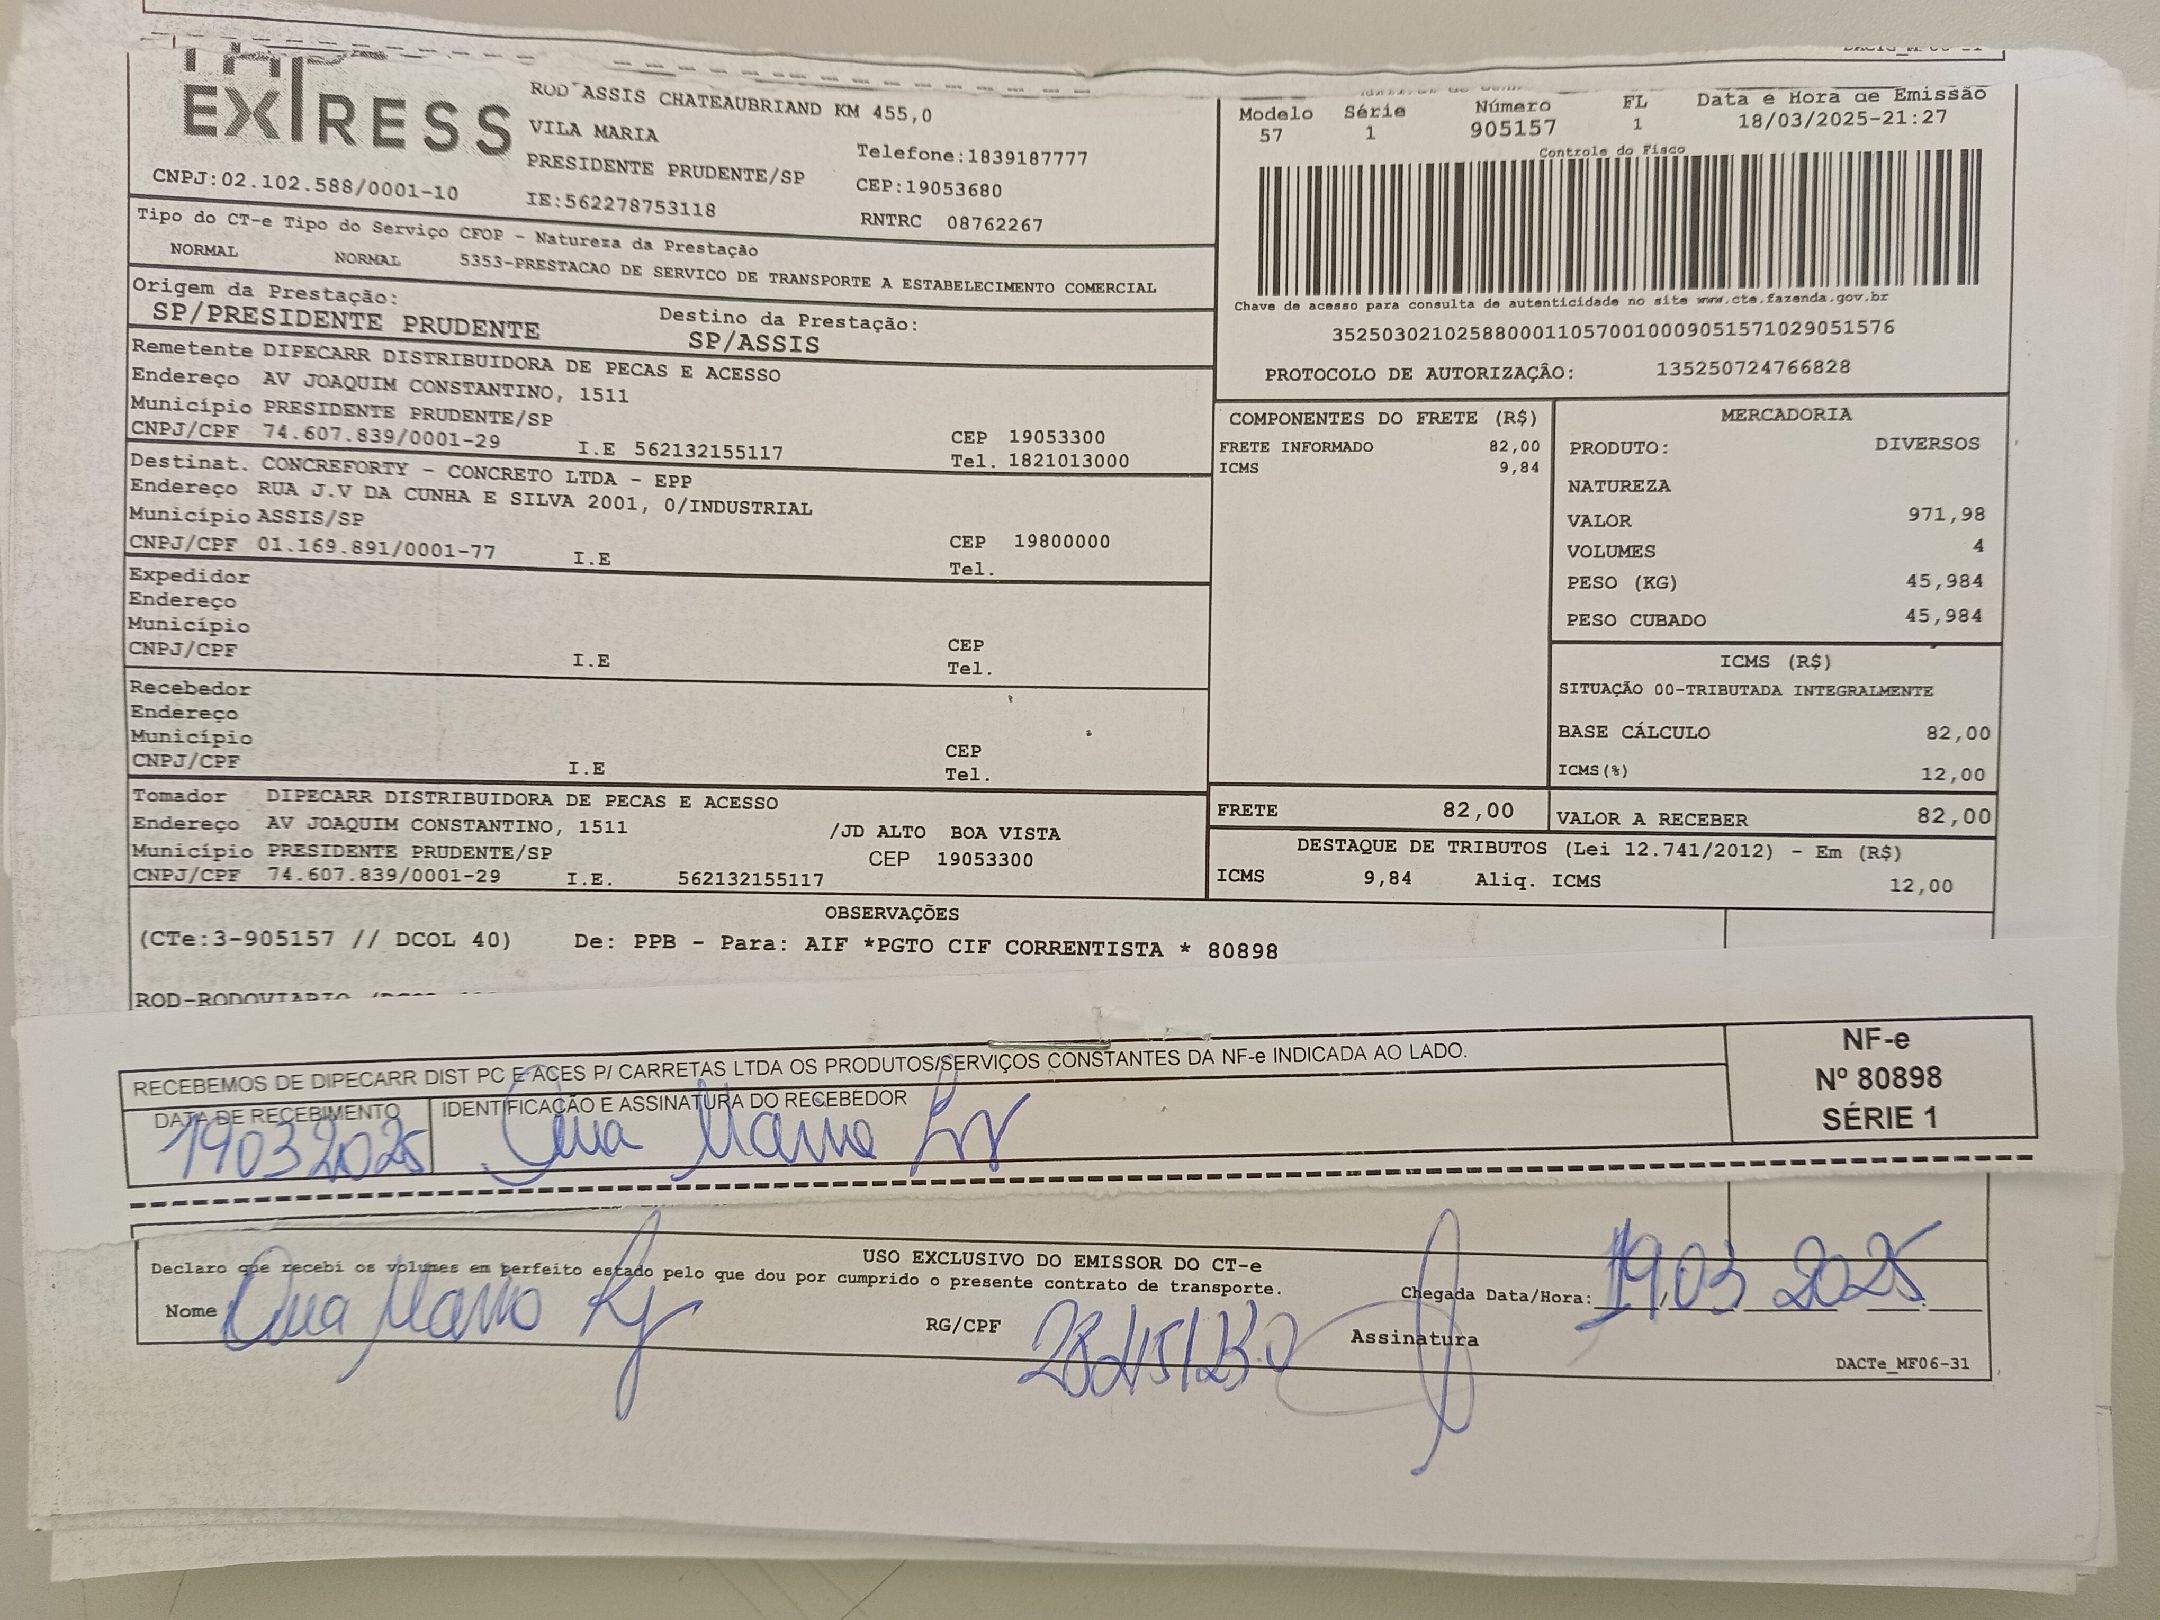 EXPRESS
ROD ASSIS CHATEAUBRIAND KM 455,0
VILA MARIA
Telefone:1839187777
PRESIDENTE PRUDENTE/SP
CEP:19053680
CNPJ:02.102.588/0001-10
IE:562278753118
RNTRC 08762267
Modelo Série Número FL Data e Hora de Emissão
57 1 905157 1 18/03/2025-21:27
Controle do Fisco
Chave de acesso para consulta de autenticidade no site www.cte.fazenda.gov.br
35250302102588000110570010009051571029051576
PROTOCOLO DE AUTORIZAÇÃO: 135250724766828
Tipo do CT-e Tipo do Serviço CFOP - Natureza da Prestação
NORMAL NORMAL 5353-PRESTACAO DE SERVICO DE TRANSPORTE A ESTABELECIMENTO COMERCIAL
Origem da Prestação: Destino da Prestação:
SP/PRESIDENTE PRUDENTE SP/ASSIS
Remetente DIPECARR DISTRIBUIDORA DE PECAS E ACESSO
Endereço AV JOAQUIM CONSTANTINO, 1511
Município PRESIDENTE PRUDENTE/SP CEP 19053300
CNPJ/CPF 74.607.839/0001-29 I.E 562132155117 Tel. 1821013000
Destinat. CONCREFORTY - CONCRETO LTDA - EPP
Endereço RUA J.V DA CUNHA E SILVA 2001, 0/INDUSTRIAL
Município ASSIS/SP CEP 19800000
CNPJ/CPF 01.169.891/0001-77 I.E Tel.
Expedidor
Endereço
Município CEP
CNPJ/CPF I.E Tel.
Recebedor
Endereço
Município CEP
CNPJ/CPF I.E Tel.
Tomador DIPECARR DISTRIBUIDORA DE PECAS E ACESSO
Endereço AV JOAQUIM CONSTANTINO, 1511 /JD ALTO BOA VISTA
Município PRESIDENTE PRUDENTE/SP CEP 19053300
CNPJ/CPF 74.607.839/0001-29 I.E. 562132155117
COMPONENTES DO FRETE (R$)
FRETE INFORMADO 82,00
ICMS 9,84
MERCADORIA
PRODUTO: DIVERSOS
NATUREZA
VALOR 971,98
VOLUMES 4
PESO (KG) 45,984
PESO CUBADO 45,984
ICMS (R$)
SITUAÇÃO 00-TRIBUTADA INTEGRALMENTE
BASE CÁLCULO 82,00
ICMS(%) 12,00
FRETE 82,00 VALOR A RECEBER 82,00
DESTAQUE DE TRIBUTOS (Lei 12.741/2012) - Em (R$)
ICMS 9,84 Aliq. ICMS 12,00
OBSERVAÇÕES
(CTe:3-905157 // DCOL 40) De: PPB - Para: AIF *PGTO CIF CORRENTISTA * 80898
RECEBEMOS DE DIPECARR DIST PC E ACES P/ CARRETAS LTDA OS PRODUTOS/SERVIÇOS CONSTANTES DA NF-e INDICADA AO LADO.
DATA DE RECEBIMENTO IDENTIFICAÇÃO E ASSINATURA DO RECEBEDOR
19032025 Ana Maria
NF-e
Nº 80898
SÉRIE 1
USO EXCLUSIVO DO EMISSOR DO CT-e
Declaro que recebi os volumes em perfeito estado pelo que dou por cumprido o presente contrato de transporte.
Nome Ana Maria
RG/CPF
Assinatura
Chegada Data/Hora: 19.03 2025
DACTe_MF06-31